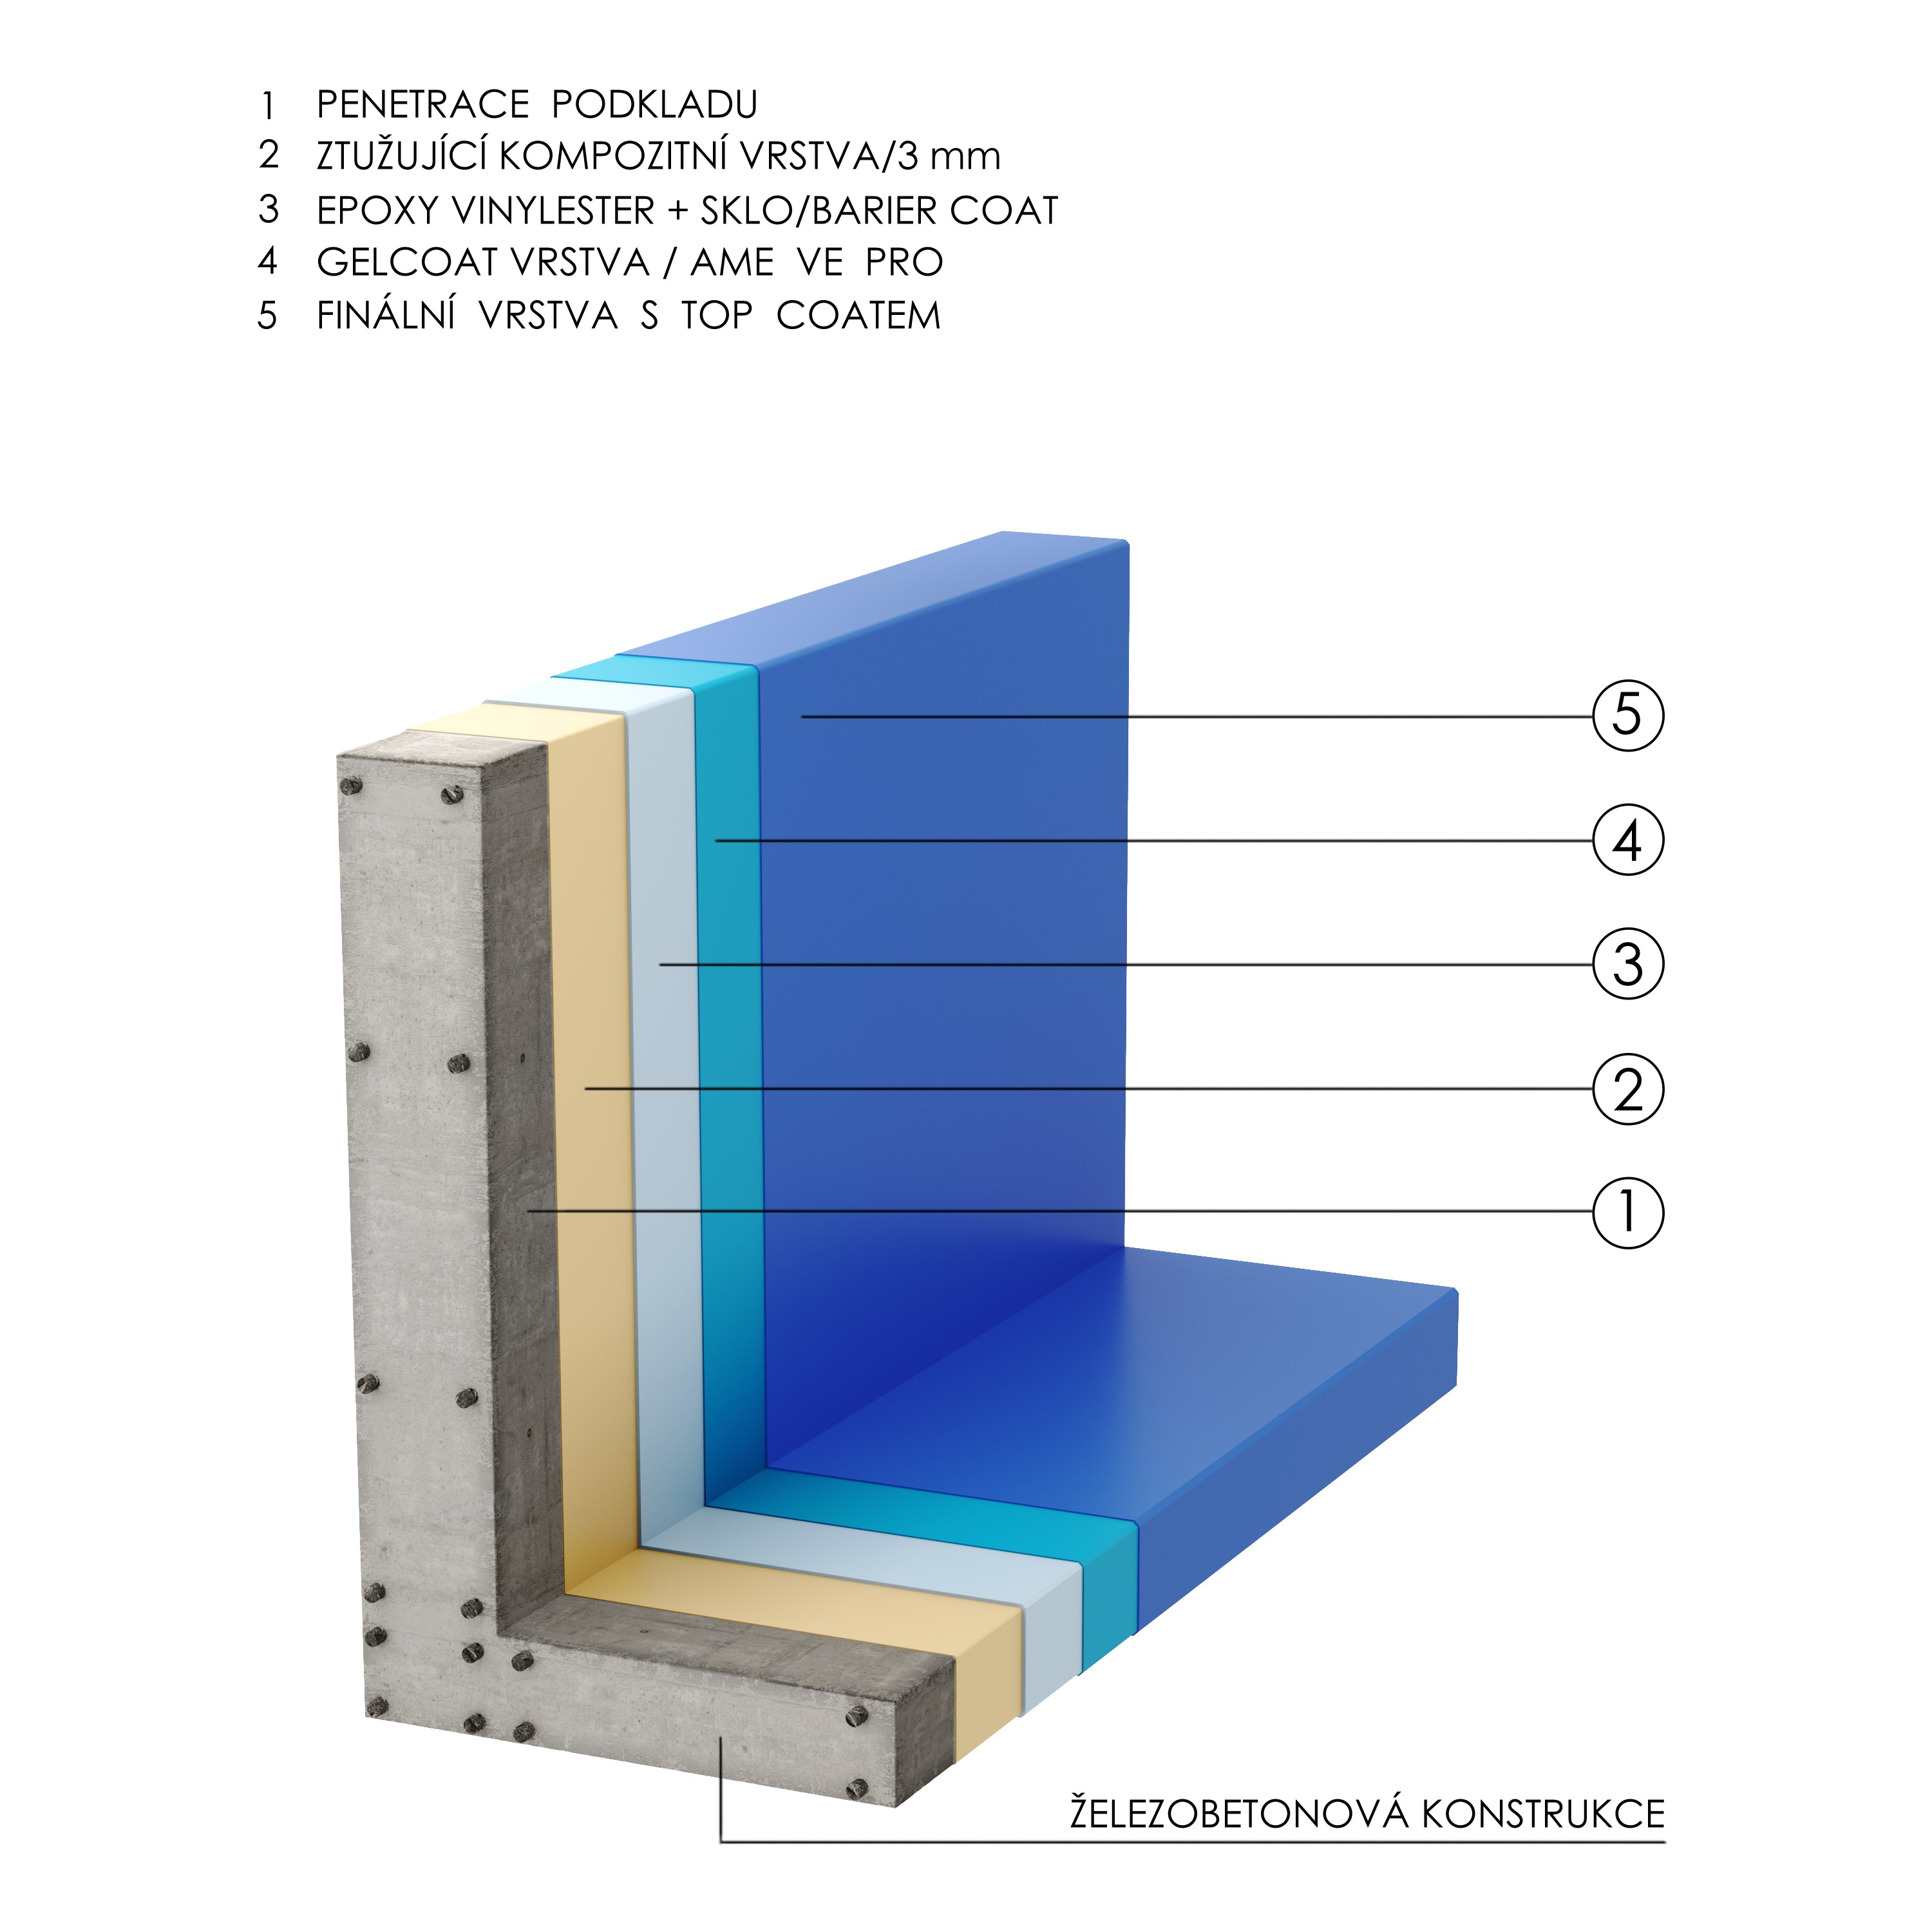 1 PENETRACE PODKLADU
2 ZTUŽUJÍCÍ KOMPOZITNÍ VRSTVA/3 mm
3 EPOXY VINYLESTER + SKLO/BARIER COAT
4 GELCOAT VRSTVA / AME VE PRO
5 FINÁLNÍ VRSTVA S TOP COATEM
5
4
3
2
1
ŽELEZOBETONOVÁ KONSTRUKCE